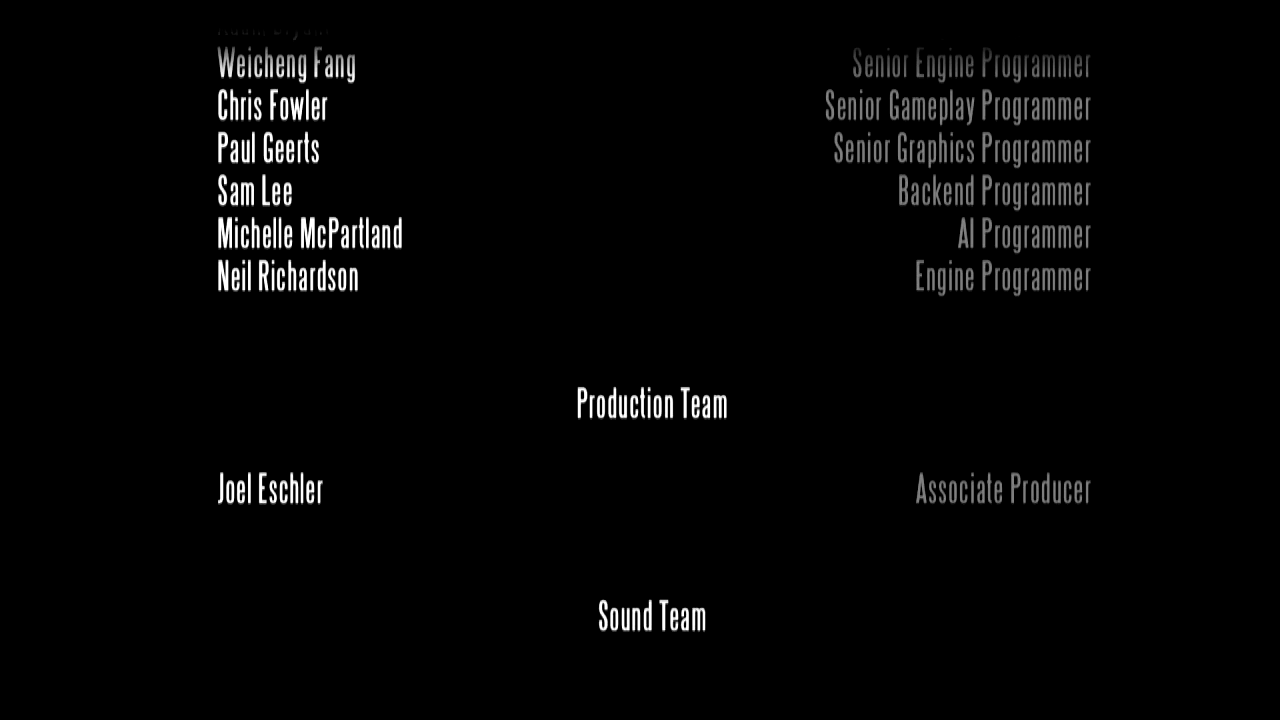 Weicheng Fang Senior Engine Programmer
Chris Fowler Senior Gameplay Programmer
Paul Geerts Senior Graphics Programmer
Sam Lee Backend Programmer
Michelle McPartland AI Programmer
Neil Richardson Engine Programmer
Production Team
Joel Eschler Associate Producer
Sound Team